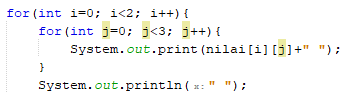 for(int i=0; i<2; i++){
for(int j=0; j<3; j++){
System.out.print(nilai[i][j]+" ");
}
System.out.println( x: " ");